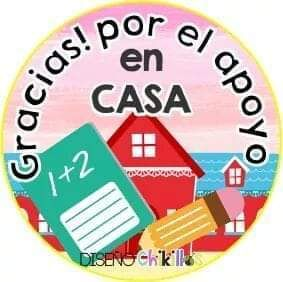 Gracias! por el apoyo
en
CASA
1+2
DISEÑO Chikillos